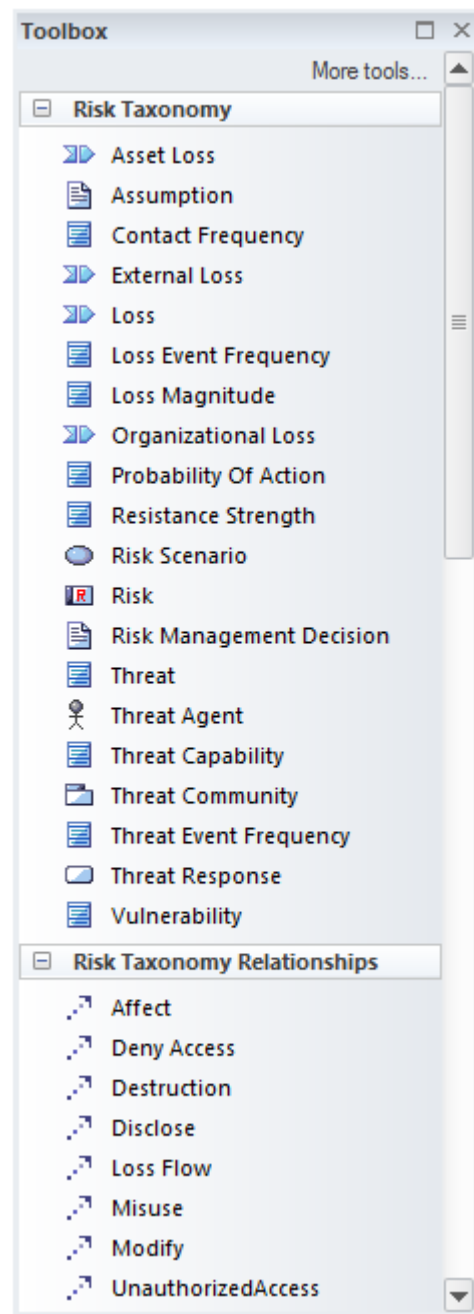 Toolbox
More tools...
Risk Taxonomy
Asset Loss
Assumption
Contact Frequency
External Loss
Loss
Loss Event Frequency
Loss Magnitude
Organizational Loss
Probability Of Action
Resistance Strength
Risk Scenario
R Risk
Risk Management Decision
Threat
Threat Agent
Threat Capability
Threat Community
Threat Event Frequency
Threat Response
Vulnerability
Risk Taxonomy Relationships
Affect
Deny Access
Destruction
Disclose
Loss Flow
Misuse
Modify
UnauthorizedAccess